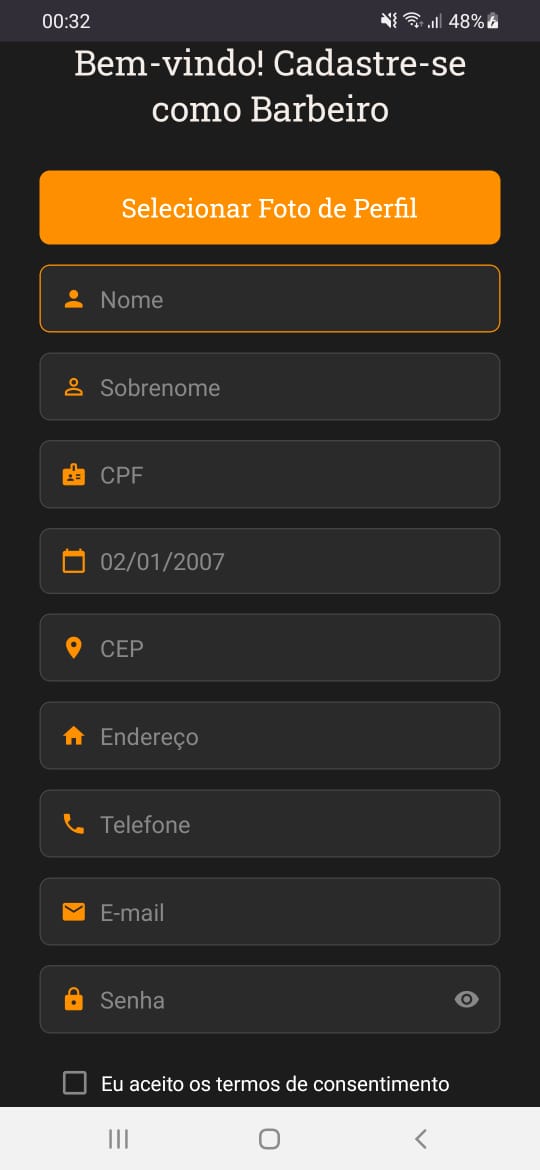 00:32
48%
Bem-vindo! Cadastre-se
como Barbeiro
Selecionar Foto de Perfil
Nome
Sobrenome
CPF
02/01/2007
CEP
Endereço
Telefone
E-mail
Senha
Eu aceito os termos de consentimento